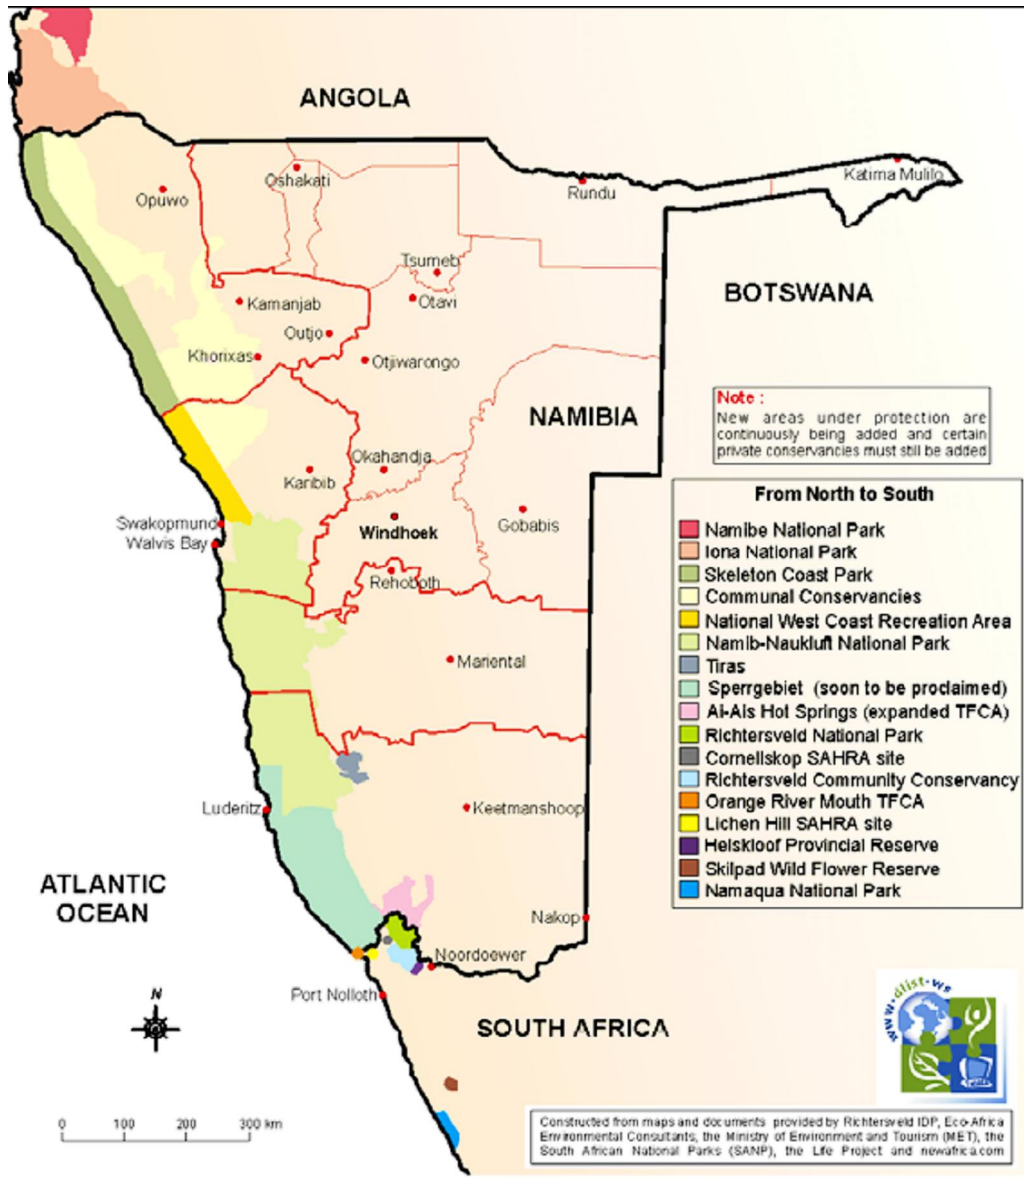 ANGOLA
Oshakati
Opuwo
Rundu
Katima Mulilo
Tsumeb
Otavi
BOTSWANA
Kamanjab
Outjo
Khorixas
Otjiwarongo
NAMIBIA
Note :
New areas under protection are
continuously being added and certain
private conservancies must still be added
Okahandja
Karibib
Swakopmund
Walvis Bay
Windhoek
Gobabis
Rehoboth
Mariental
From North to South
Namibe National Park
Iona National Park
Skeleton Coast Park
Communal Conservancies
National West Coast Recreation Area
Namib-Naukluft National Park
Tiras
Sperrgebiet (soon to be proclaimed)
Ai-Ais Hot Springs (expanded TFCA)
Richtersveld National Park
Cornellskop SAHRA site
Richtersveld Community Conservancy
Orange River Mouth TFCA
Lichen Hill SAHRA site
Helskloof Provincial Reserve
Skilpad Wild Flower Reserve
Namaqua National Park
Luderitz
Keetmanshoop
ATLANTIC
OCEAN
Nakop
Noordoewer
Port Nolloth
N
SOUTH AFRICA
www.dlist.ws
0 100 200 300 km
Constructed from maps and documents provided by Richtersveld IDP, Eco-Africa
Environmental Consultants, the Ministry of Environment and Tourism (MET), the
South African National Parks (SANP), the Life Project and newafrica.com